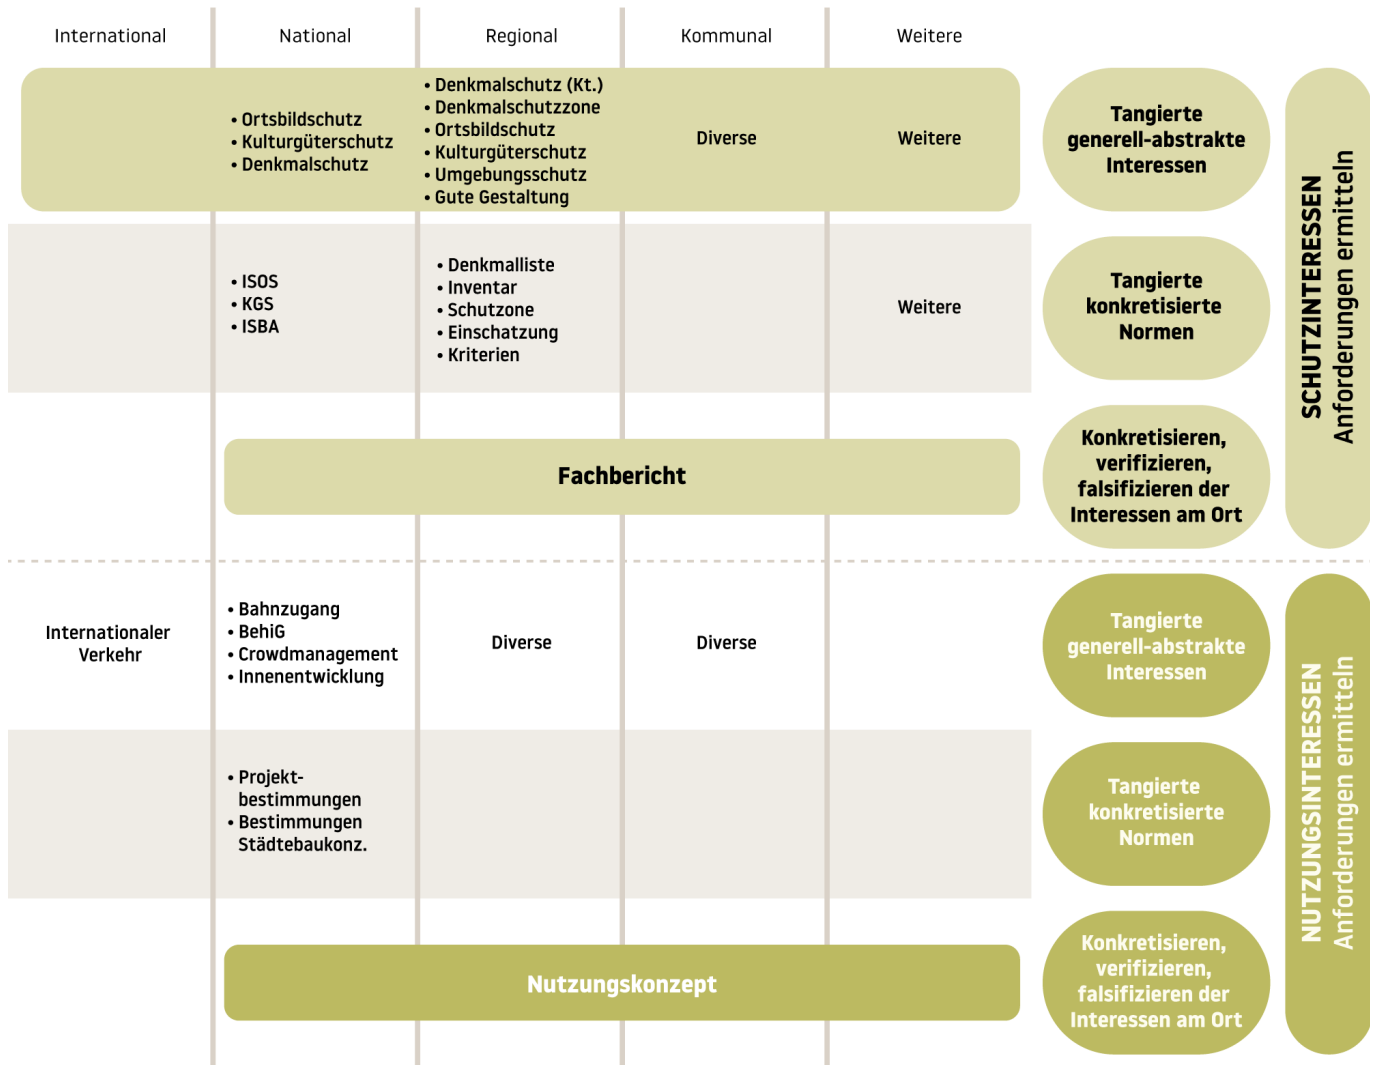 International
National
Regional
Kommunal
Weitere
• Ortsbildschutz
• Kulturgüterschutz
• Denkmalschutz
• Denkmalschutz (Kt.)
• Denkmalschutzzone
• Ortsbildschutz
• Kulturgüterschutz
• Umgebungsschutz
• Gute Gestaltung
Diverse
Weitere
Tangierte
generell-abstrakte
Interessen
• ISOS
• KGS
• ISBA
• Denkmalliste
• Inventar
• Schutzone
• Einschatzung
• Kriterien
Weitere
Tangierte
konkretisierte
Normen
Fachbericht
Konkretisieren,
verifizieren,
falsifizieren der
Interessen am Ort
SCHUTZINTERESSEN
Anforderungen ermitteln
Internationaler
Verkehr
• Bahnzugang
• BehiG
• Crowdmanagement
• Innenentwicklung
Diverse
Diverse
Tangierte
generell-abstrakte
Interessen
• Projekt-
bestimmungen
• Bestimmungen
Städtebaukonz.
Tangierte
konkretisierte
Normen
Nutzungskonzept
Konkretisieren,
verifizieren,
falsifizieren der
Interessen am Ort
NUTZUNGSINTERESSEN
Anforderungen ermitteln